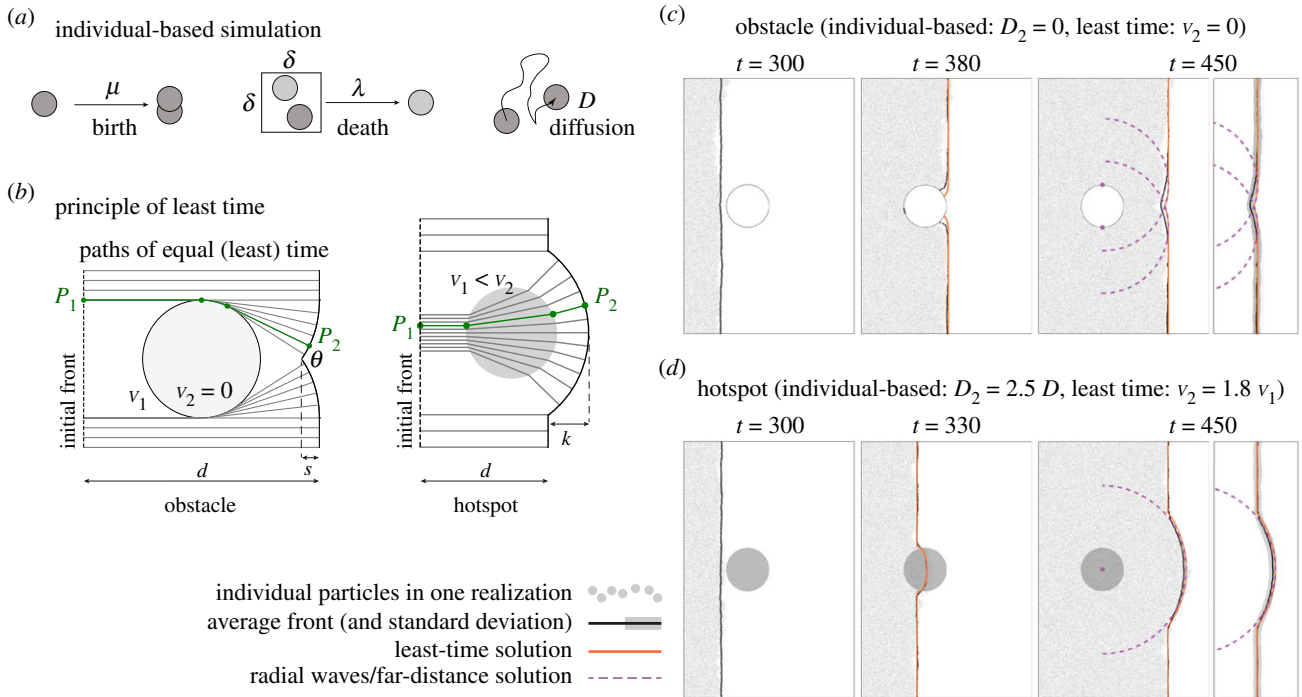 (a)
individual-based simulation
μ
birth
δ
δ
λ
death
D
diffusion
(b)
principle of least time
paths of equal (least) time
P1
P2
θ
v1
v2 = 0
initial front
s
d
obstacle
v1 < v2
P1
P2
initial front
k
d
hotspot
individual particles in one realization
average front (and standard deviation)
least-time solution
radial waves/far-distance solution
(c)
obstacle (individual-based: D2 = 0, least time: v2 = 0)
t = 300 t = 380 t = 450
(d)
hotspot (individual-based: D2 = 2.5 D, least time: v2 = 1.8 v1)
t = 300 t = 330 t = 450